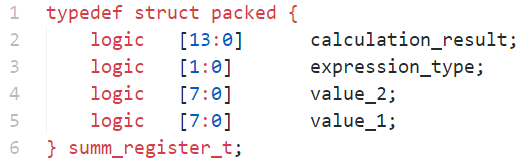 1 typedef struct packed {
2 logic [13:0] calculation_result;
3 logic [1:0] expression_type;
4 logic [7:0] value_2;
5 logic [7:0] value_1;
6 } summ_register_t;